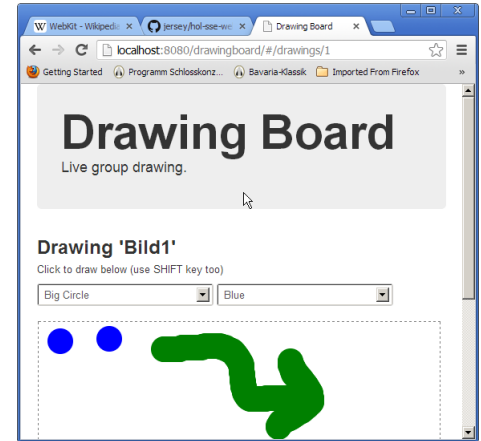 WebKit - Wikipedia
jersey/hol-sse-we
Drawing Board
localhost:8080/drawingboard/#/drawings/1
Getting Started Programm Schlosskonz... Bavaria-Klassik Imported From Firefox »
Drawing Board
Live group drawing.
Drawing 'Bild1'
Click to draw below (use SHIFT key too)
Big Circle Blue